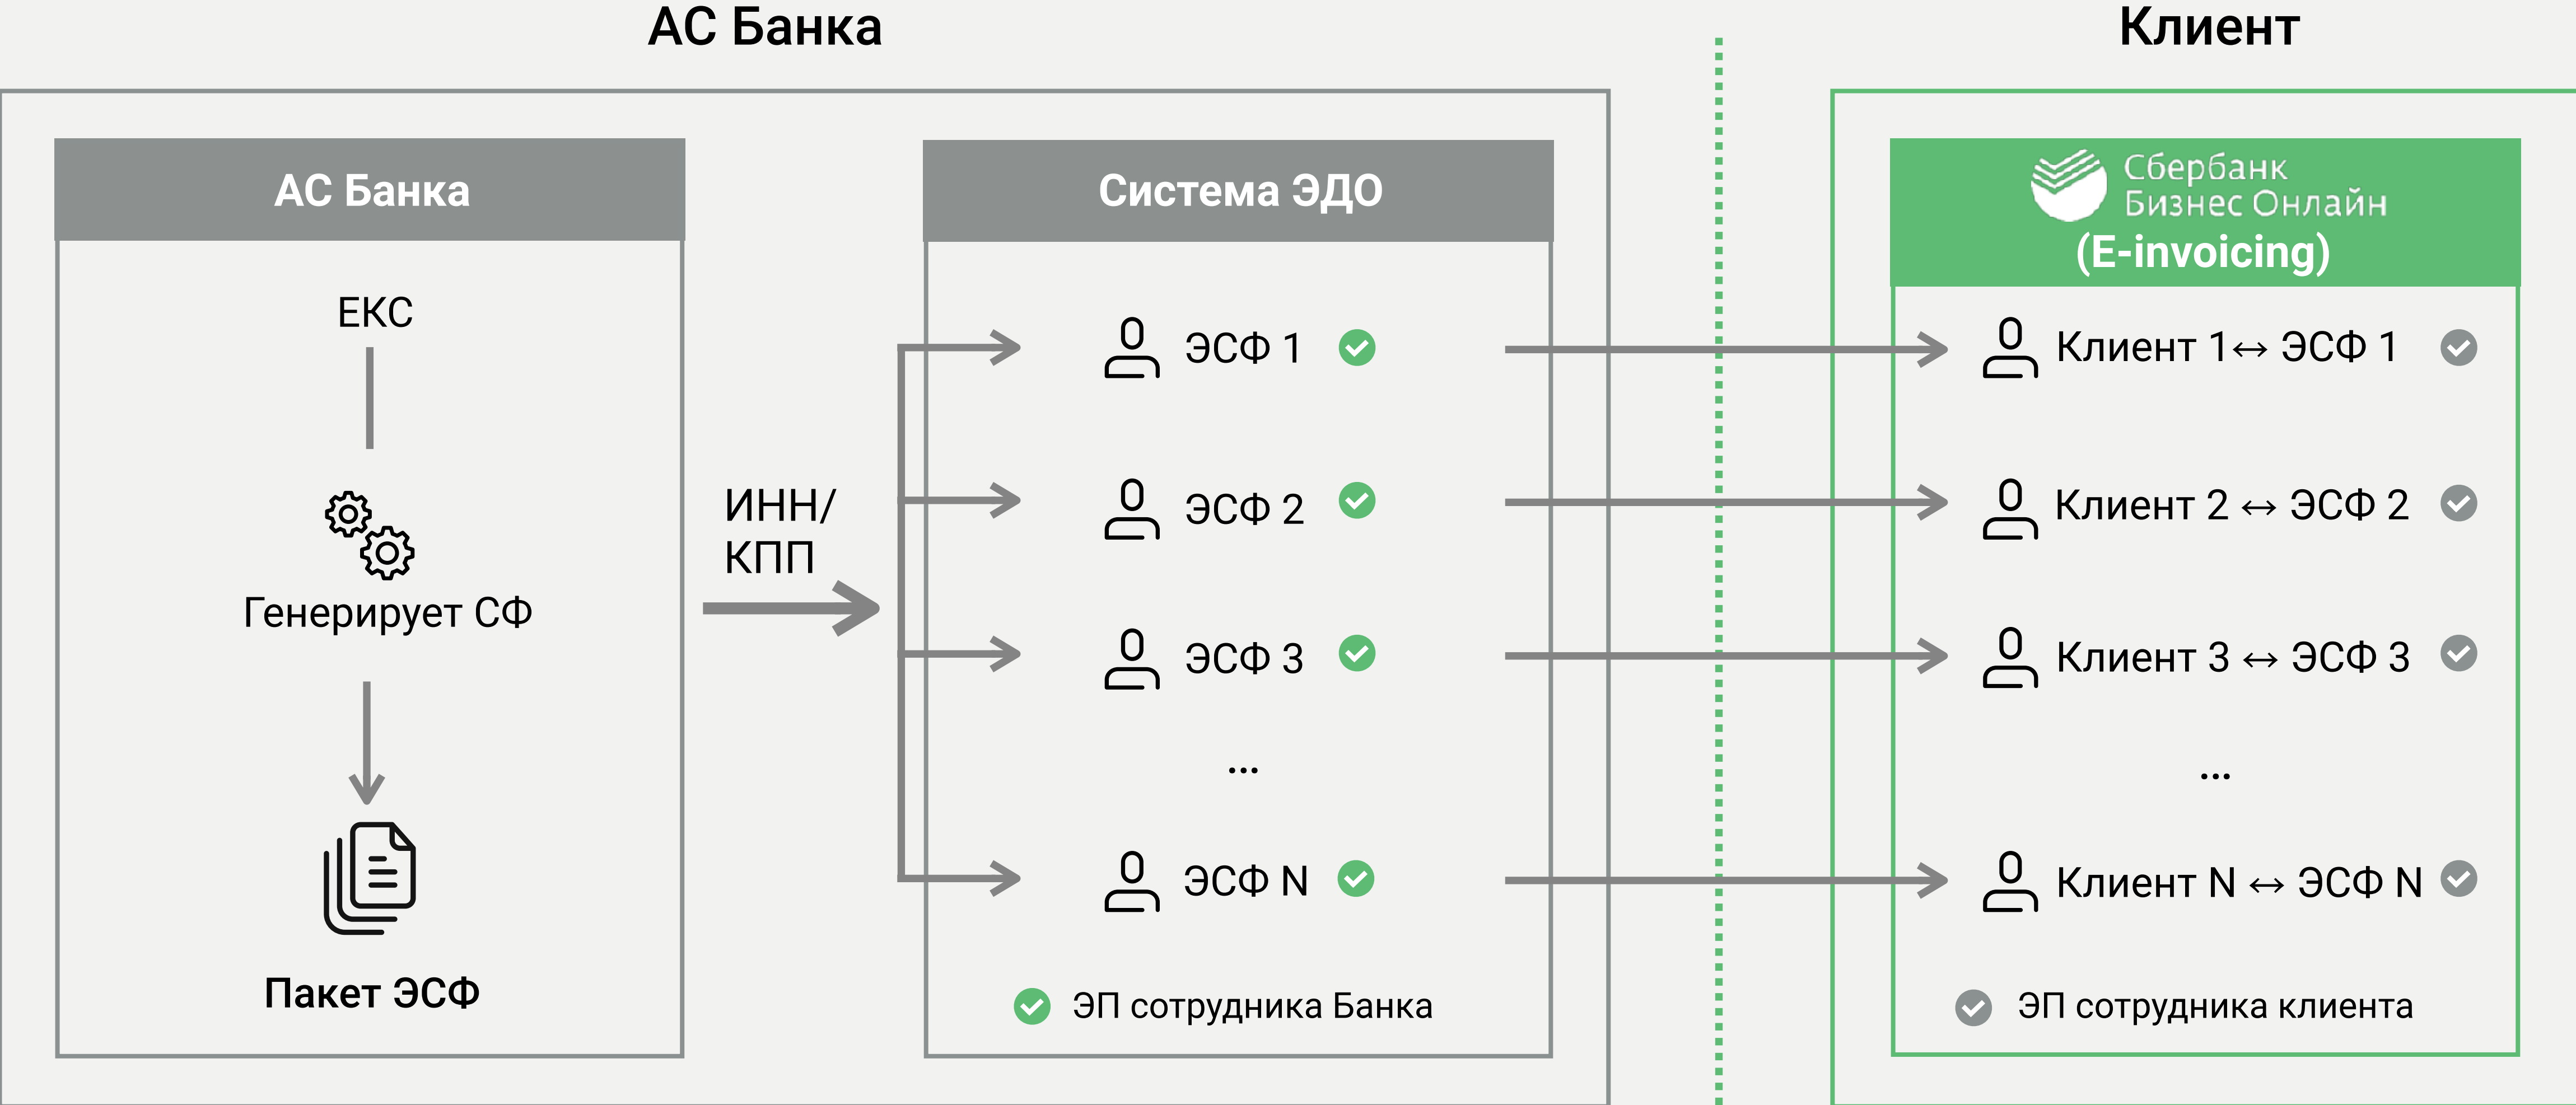 АС Банка
Клиент
АС Банка
ЕКС
Генерирует СФ
Пакет ЭСФ
ИНН/
КПП
Система ЭДО
ЭСФ 1
ЭСФ 2
ЭСФ 3
...
ЭСФ N
ЭП сотрудника Банка
Сбербанк
Бизнес Онлайн
(E-invoicing)
Клиент 1↔ ЭСФ 1
Клиент 2 ↔ ЭСФ 2
Клиент 3 ↔ ЭСФ 3
...
Клиент N ↔ ЭСФ N
ЭП сотрудника клиента